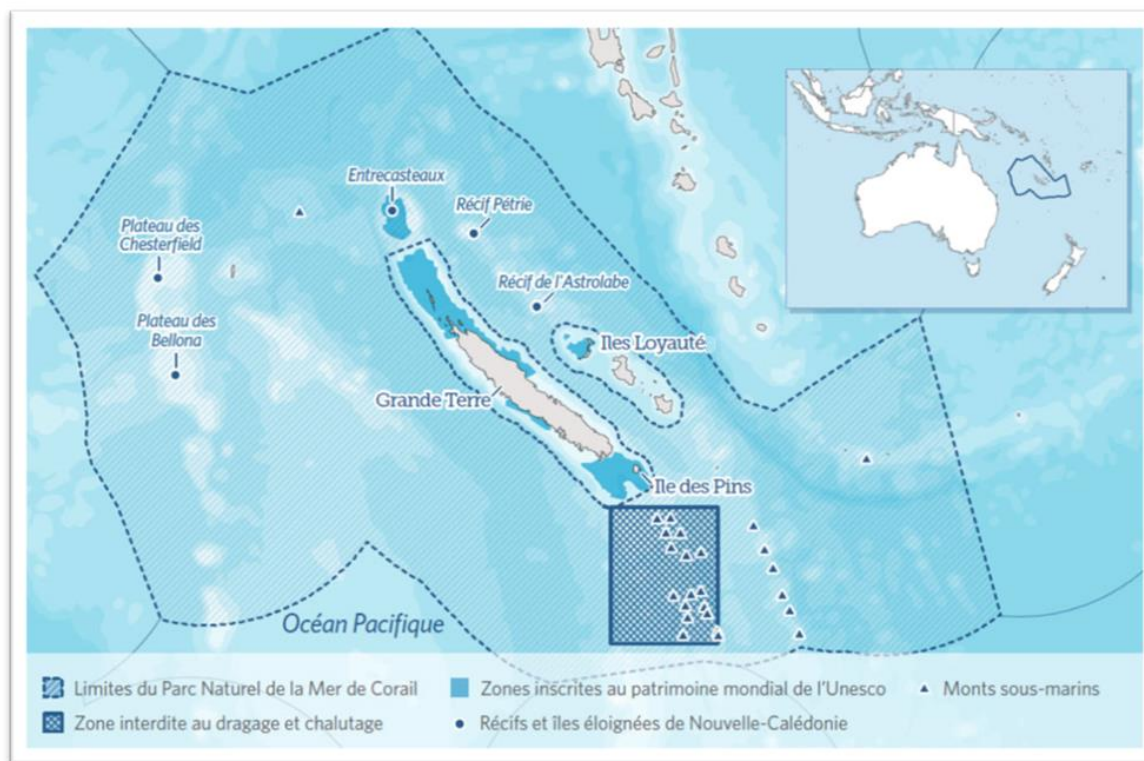 Entrecasteaux
Récif Pétrie
Plateau des
Chesterfield
Récif de l'Astrolabe
Plateau des
Bellona
Iles Loyauté
Grande Terre
Ile des Pins
Océan Pacifique
Limites du Parc Naturel de la Mer de Corail
Zones inscrites au patrimoine mondial de l'Unesco
Monts sous-marins
Zone interdite au dragage et chalutage
Récifs et îles éloignées de Nouvelle-Calédonie